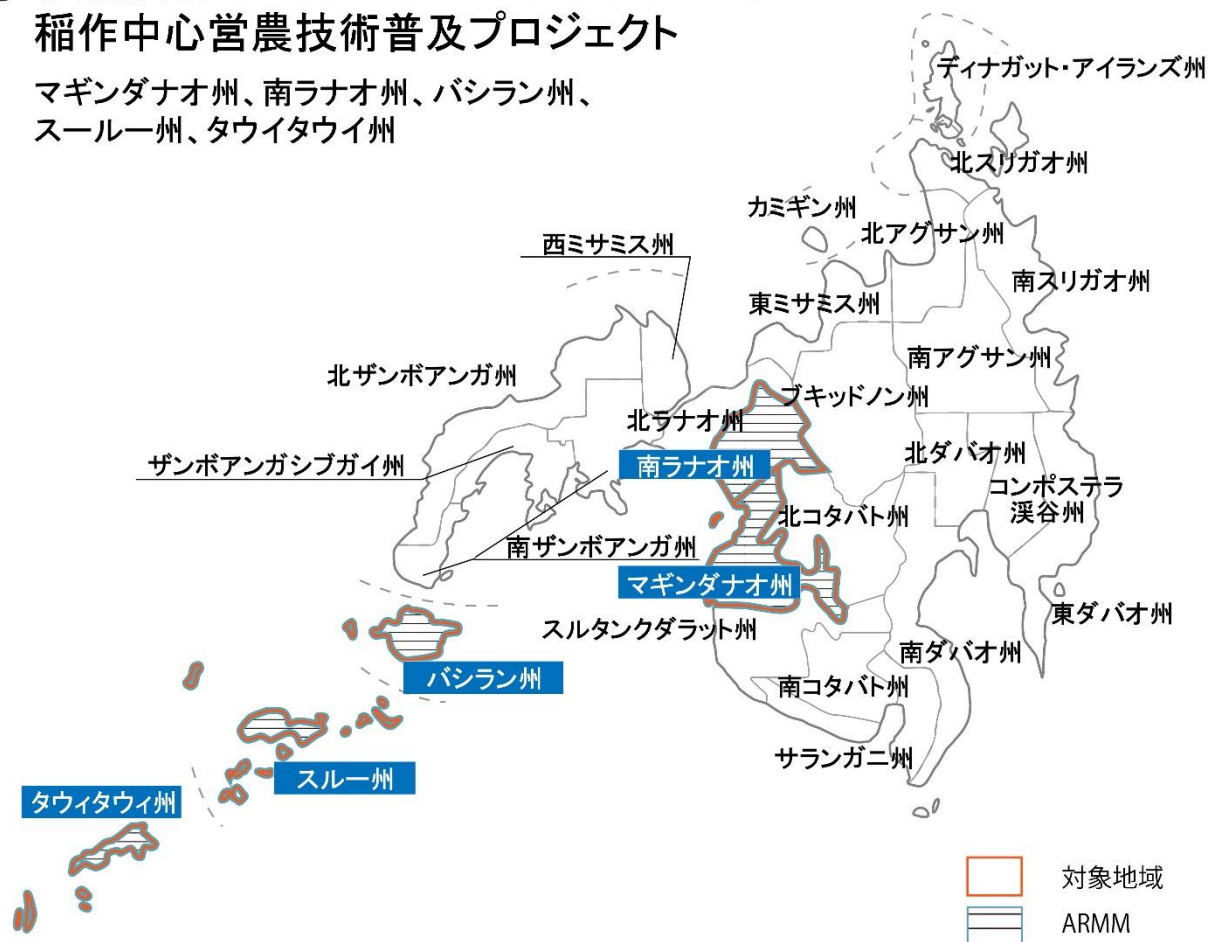 稲作中心営農技術普及プロジェクト
マギンダナオ州、南ラナオ州、バシラン州、
スールー州、タウイタウイ州
ディナガット・アイランズ州
北スリガオ州
カミギン州
北アグサン州
西ミサミス州
南スリガオ州
東ミサミス州
南アグサン州
北ザンボアンガ州
ブキッドノン州
北ラナオ州
ザンボアンガシブガイ州
南ラナオ州
北ダバオ州
コンポステラ
渓谷州
北コタバト州
南ザンボアンガ州
マギンダナオ州
東ダバオ州
スルタンクダラット州
南ダバオ州
バシラン州
南コタバト州
サランガニ州
スルー州
タウィタウィ州
対象地域
ARMM